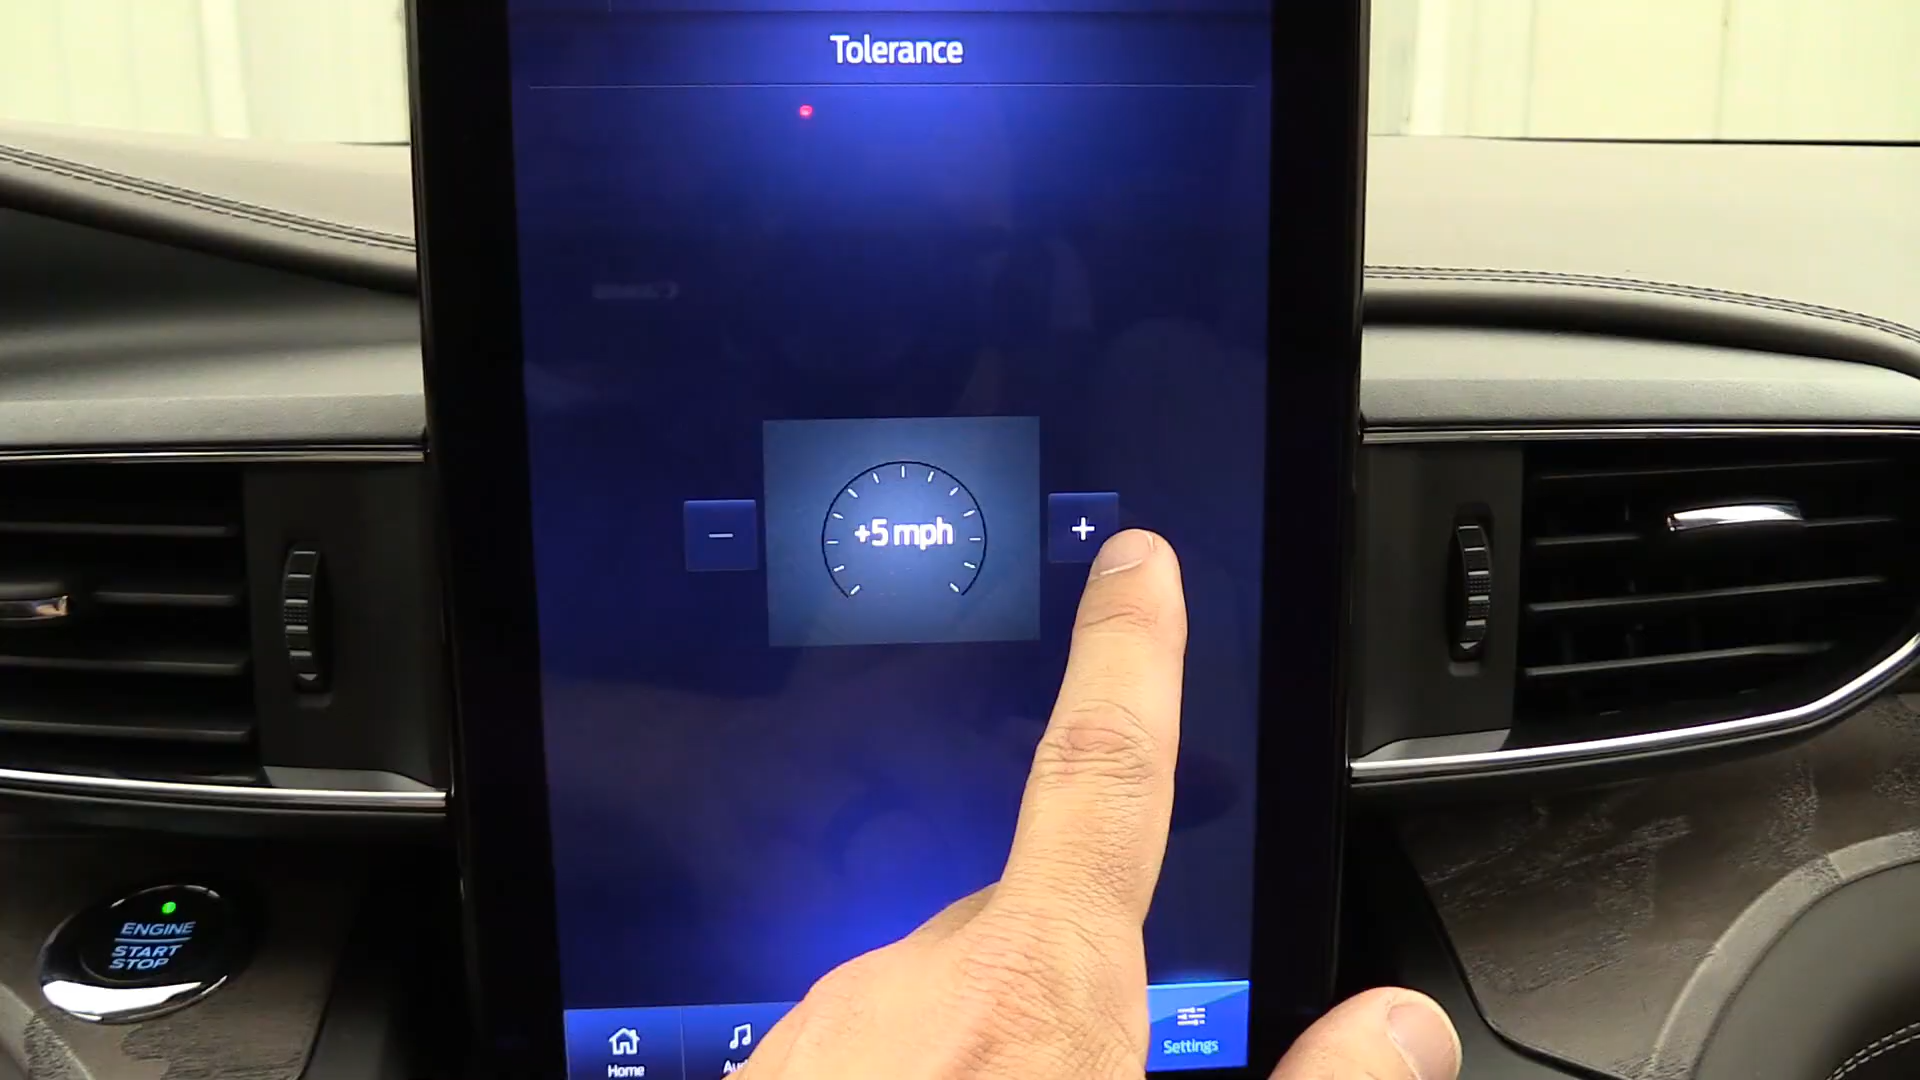 Tolerance
− +5 mph +
ENGINE
START
STOP
Home
Settings